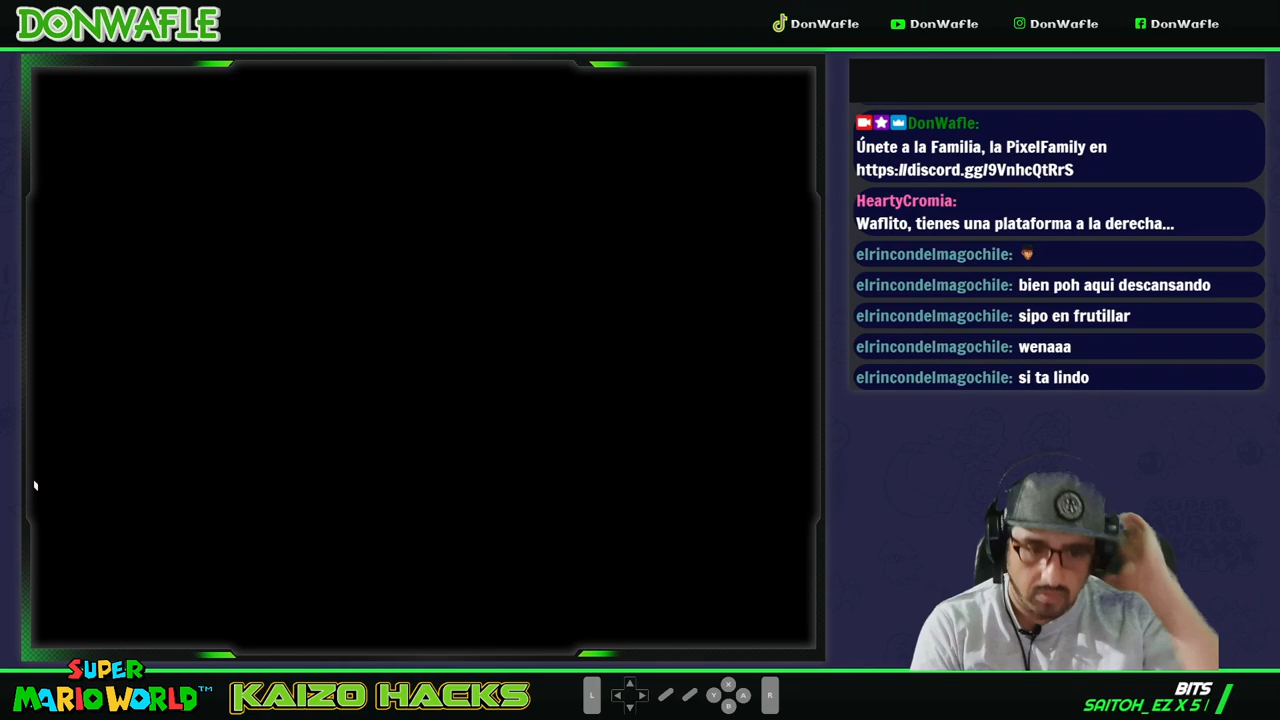 DONWAFLE
DonWafle
DonWafle
DonWafle
DonWafle
DonWafle:
Únete a la Familia, la PixelFamily en
https://discord.gg/9VnhcQtRrS
HeartyCromia:
Waflito, tienes una plataforma a la derecha...
elrincondelmagochile:
elrincondelmagochile: bien poh aqui descansando
elrincondelmagochile: sipo en frutillar
elrincondelmagochile: wenaaa
elrincondelmagochile: si ta lindo
SUPER
MARIO WORLD™
KAIZO HACKS
L
X
Y
A
B
R
BITS
SAITOH_EZ X 5